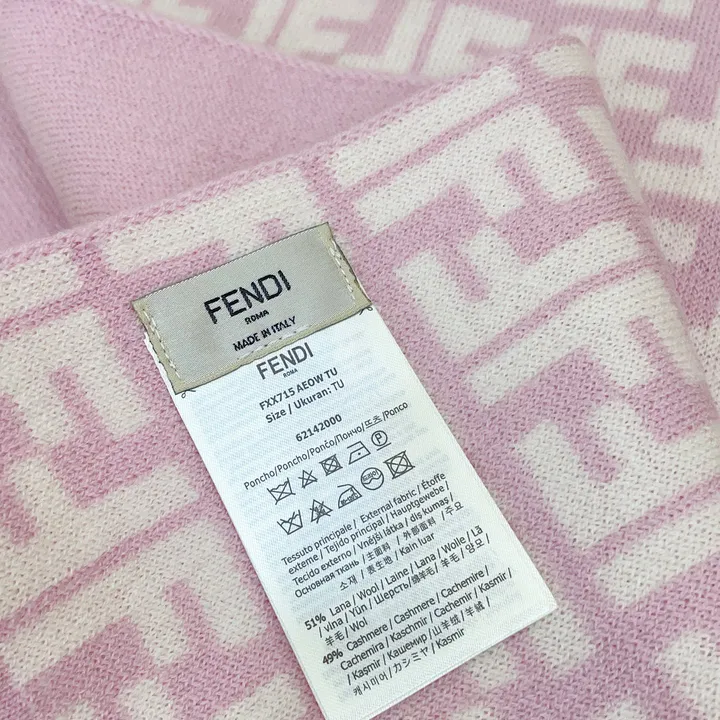 FENDI
ROMA
MADE IN ITALY
FENDI
ROMA
FXX715 AEOW TU
Size / Ukuran: TU
62142000
Poncho/Poncho/Poncho/Пончо/판초/Ponco
Tessuto principale / External fabric / Étoffe
externe / Tejido principal / Hauptgewebe/
Tecido externo / Vnější látka / dış kumaş /
Основная ткань / 主面料 / 外部面料 / 주요
소재 / 表生地 / Kain luar
51% Lana / Wool / Laine / Lana / Wolle / Lã
/ vlna / Yün / Шерсть/绵羊毛/ 羊毛 / 양모 /
羊毛 / Wol
49% Cashmere / Cashmere / Cachemire /
Cachemira / Kaschmir / Cachemir / Kasmir /
/ Kaşmir / Кашемир / 山羊绒/ 羊絨 /
캐시미어 / カシミヤ / Kasmir